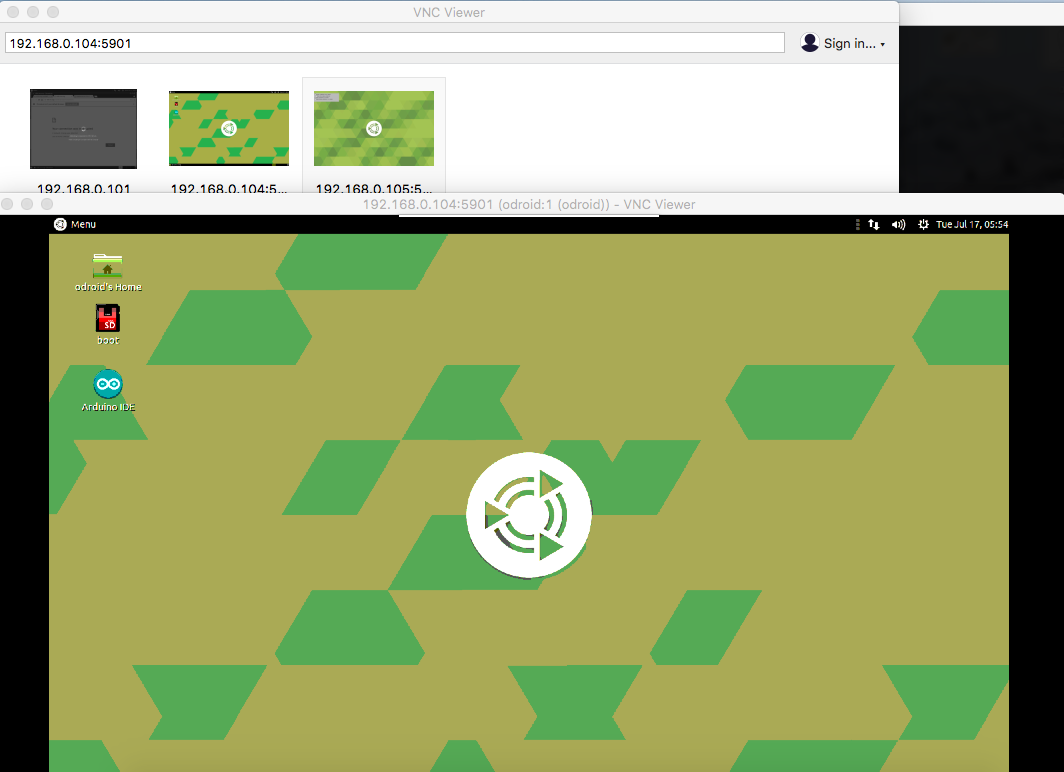 VNC Viewer
192.168.0.104:5901
Sign in...
192.168.0.101
192.168.0.104:5...
192.168.0.105:5...
192.168.0.104:5901 (odroid:1 (odroid)) - VNC Viewer
Menu
Tue Jul 17, 05:54
odroid's Home
SD
boot
Arduino IDE